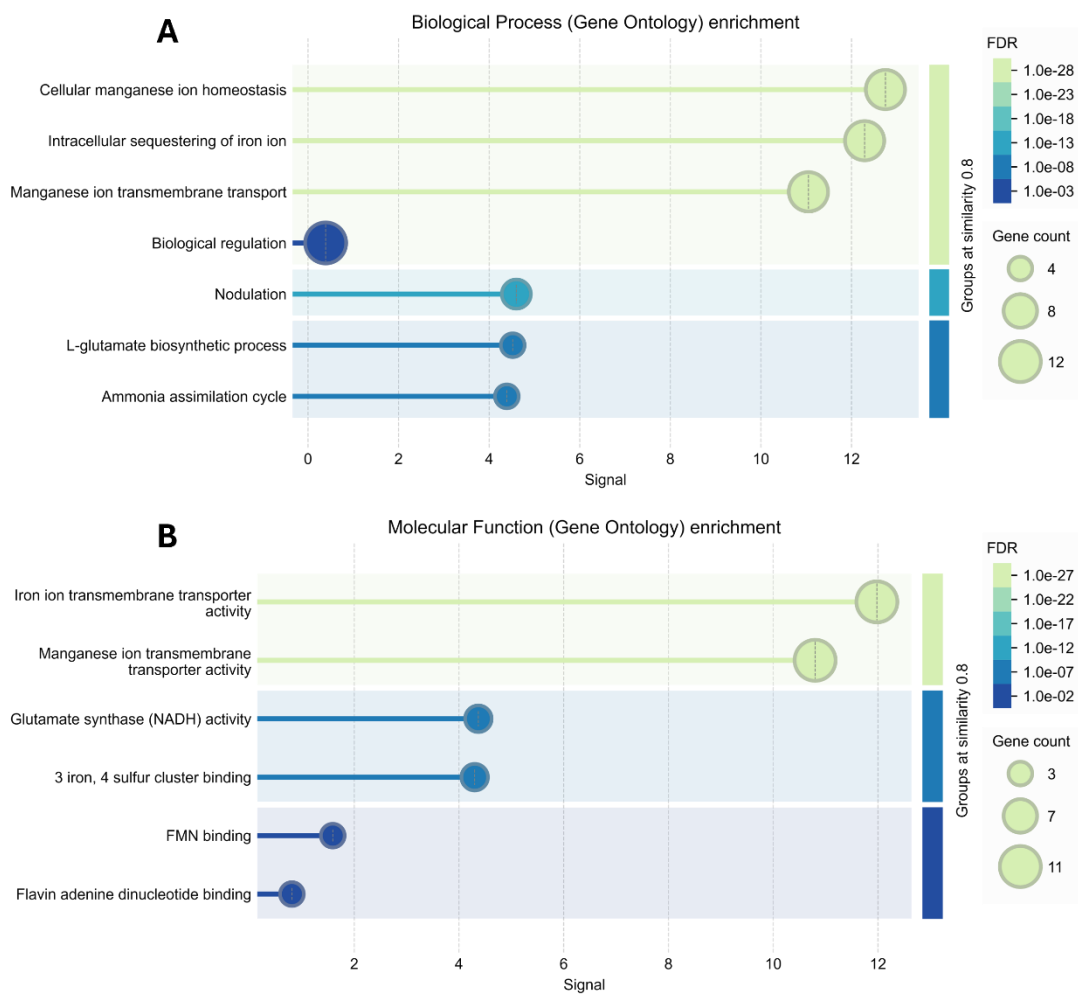 A
Biological Process (Gene Ontology) enrichment
Cellular manganese ion homeostasis
Intracellular sequestering of iron ion
Manganese ion transmembrane transport
Biological regulation
Nodulation
L-glutamate biosynthetic process
Ammonia assimilation cycle
0 2 4 6 8 10 12
Signal
Groups at similarity 0.8
FDR
1.0e-28
1.0e-23
1.0e-18
1.0e-13
1.0e-08
1.0e-03
Gene count
4
8
12
B
Molecular Function (Gene Ontology) enrichment
Iron ion transmembrane transporter
activity
Manganese ion transmembrane
transporter activity
Glutamate synthase (NADH) activity
3 iron, 4 sulfur cluster binding
FMN binding
Flavin adenine dinucleotide binding
2 4 6 8 10 12
Signal
Groups at similarity 0.8
FDR
1.0e-27
1.0e-22
1.0e-17
1.0e-12
1.0e-07
1.0e-02
Gene count
3
7
11